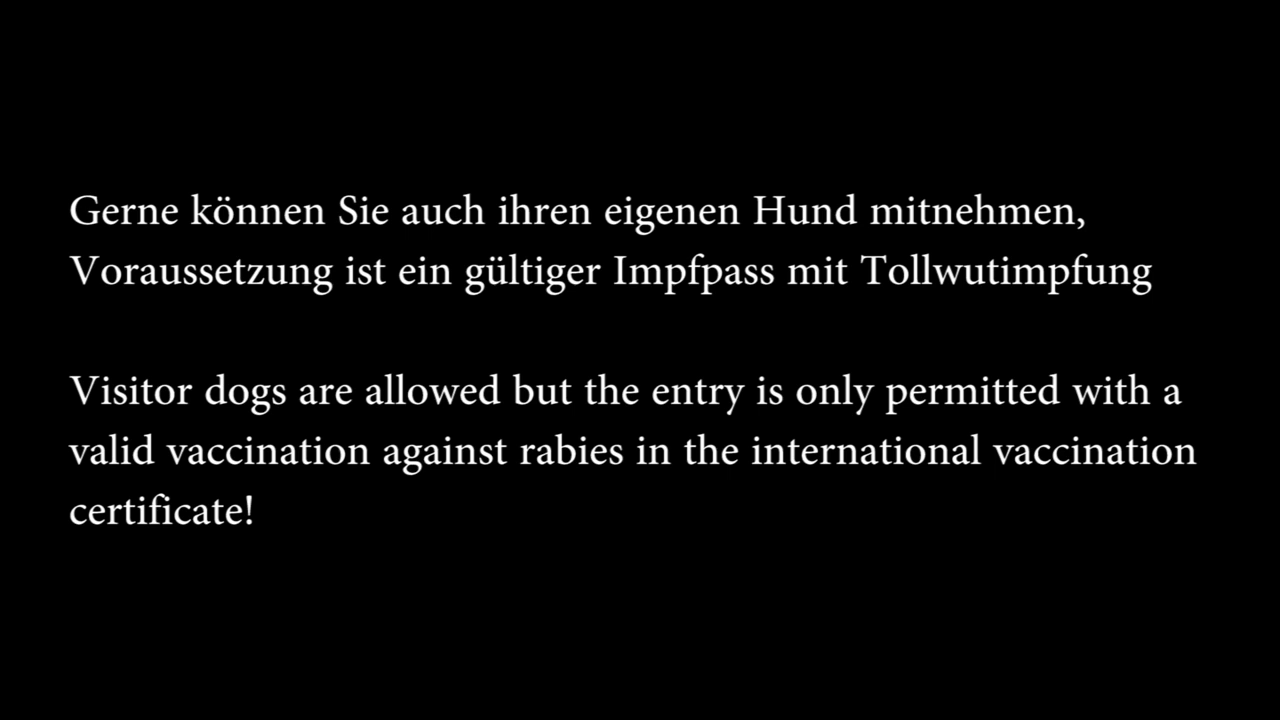 Gerne können Sie auch ihren eigenen Hund mitnehmen,
Voraussetzung ist ein gültiger Impfpass mit Tollwutimpfung
Visitor dogs are allowed but the entry is only permitted with a
valid vaccination against rabies in the international vaccination
certificate!